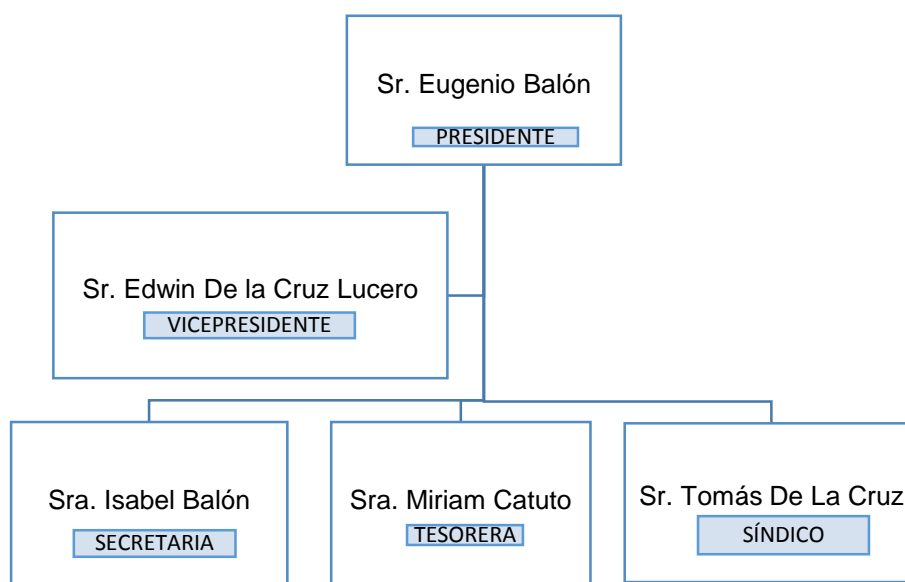 Sr. Eugenio Balón
PRESIDENTE
Sr. Edwin De la Cruz Lucero
VICEPRESIDENTE
Sra. Isabel Balón
SECRETARIA
Sra. Miriam Catuto
TESORERA
Sr. Tomás De La Cruz
SÍNDICO